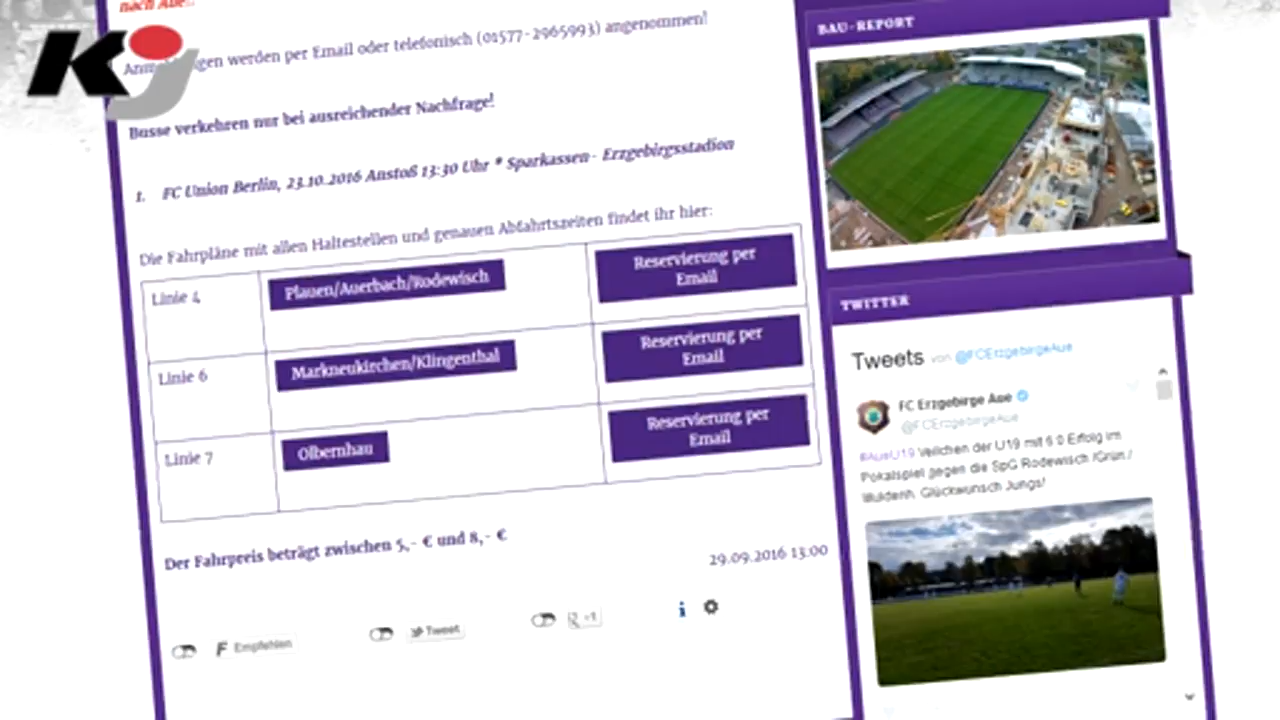 nach Aue!
KJ
gen werden per Email oder telefonisch (01577-2965993) angenommen!
Busse verkehren nur bei ausreichender Nachfrage!
1. FC Union Berlin, 23.10.2016 Anstoß 13:30 Uhr * Sparkassen- Erzgebirgsstadion
Die Fahrpläne mit allen Haltestellen und genauen Abfahrtszeiten findet ihr hier:
Linie 4
Plauen/Auerbach/Rodewisch
Reservierung per
Email
Linie 6
Markneukirchen/Klingenthal
Reservierung per
Email
Linie 7
Olbernhau
Reservierung per
Email
Der Fahrpreis beträgt zwischen 5,- € und 8,- €
29.09.2016 13:00
Empfehlen
Tweet
+1
BAU-REPORT
TWITTER
Tweets von @FCErzgebirgeAue
FC Erzgebirge Aue
@FCErzgebirgeAue
#AueU19 Veilchen der U19 mit 6:0 Erfolg im
Pokalspiel gegen die SpG Rodewisch /Grün./
Muldenh. Glückwunsch Jungs!